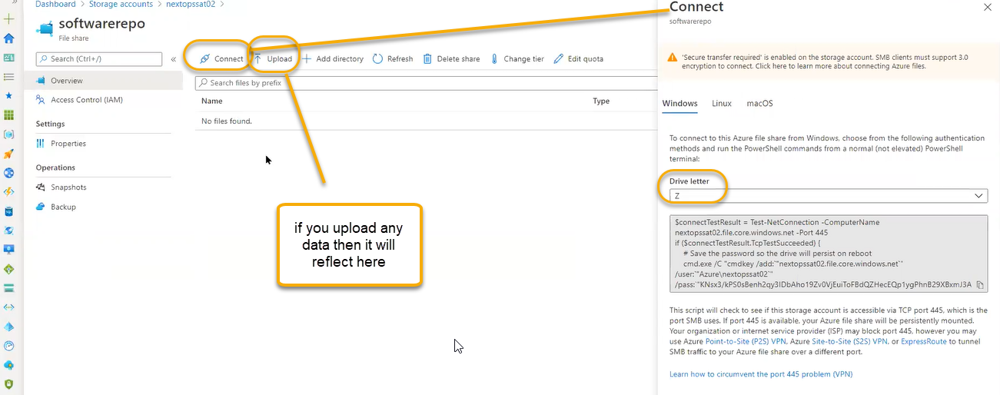 Dashboard > Storage accounts > nextopssat02 >
softwarerepo
File share
Search (Ctrl+/)
«
Overview
Access Control (IAM)
Settings
Properties
Operations
Snapshots
Backup
Connect
Upload
Add directory
Refresh
Delete share
Change tier
Edit quota
Search files by prefix
Name
Type
No files found.
if you upload any
data then it will
reflect here
Connect
softwarerepo
'Secure transfer required' is enabled on the storage account. SMB clients must support 3.0
encryption to connect. Click here to learn more about connecting Azure files.
Windows
Linux
macOS
To connect to this Azure file share from Windows, choose from the following authentication
methods and run the PowerShell commands from a normal (not elevated) PowerShell
terminal:
Drive letter
Z
$connectTestResult = Test-NetConnection -ComputerName
nextopssat02.file.core.windows.net -Port 445
if ($connectTestResult.TcpTestSucceeded) {
# Save the password so the drive will persist on reboot
cmd.exe /C "cmdkey /add:`"nextopssat02.file.core.windows.net`"
/user:`"Azure\nextopssat02`"
/pass:`"KNsx3/kPS0sBenh2qy3IDbAho19Zv0VjEuiToFBdQZHecEQp1ygPhnB29XBxmJ3A
This script will check to see if this storage account is accessible via TCP port 445, which is the
port SMB uses. If port 445 is available, your Azure file share will be persistently mounted.
Your organization or internet service provider (ISP) may block port 445, however you may
use Azure Point-to-Site (P2S) VPN, Azure Site-to-Site (S2S) VPN, or ExpressRoute to tunnel
SMB traffic to your Azure file share over a different port.
Learn how to circumvent the port 445 problem (VPN)